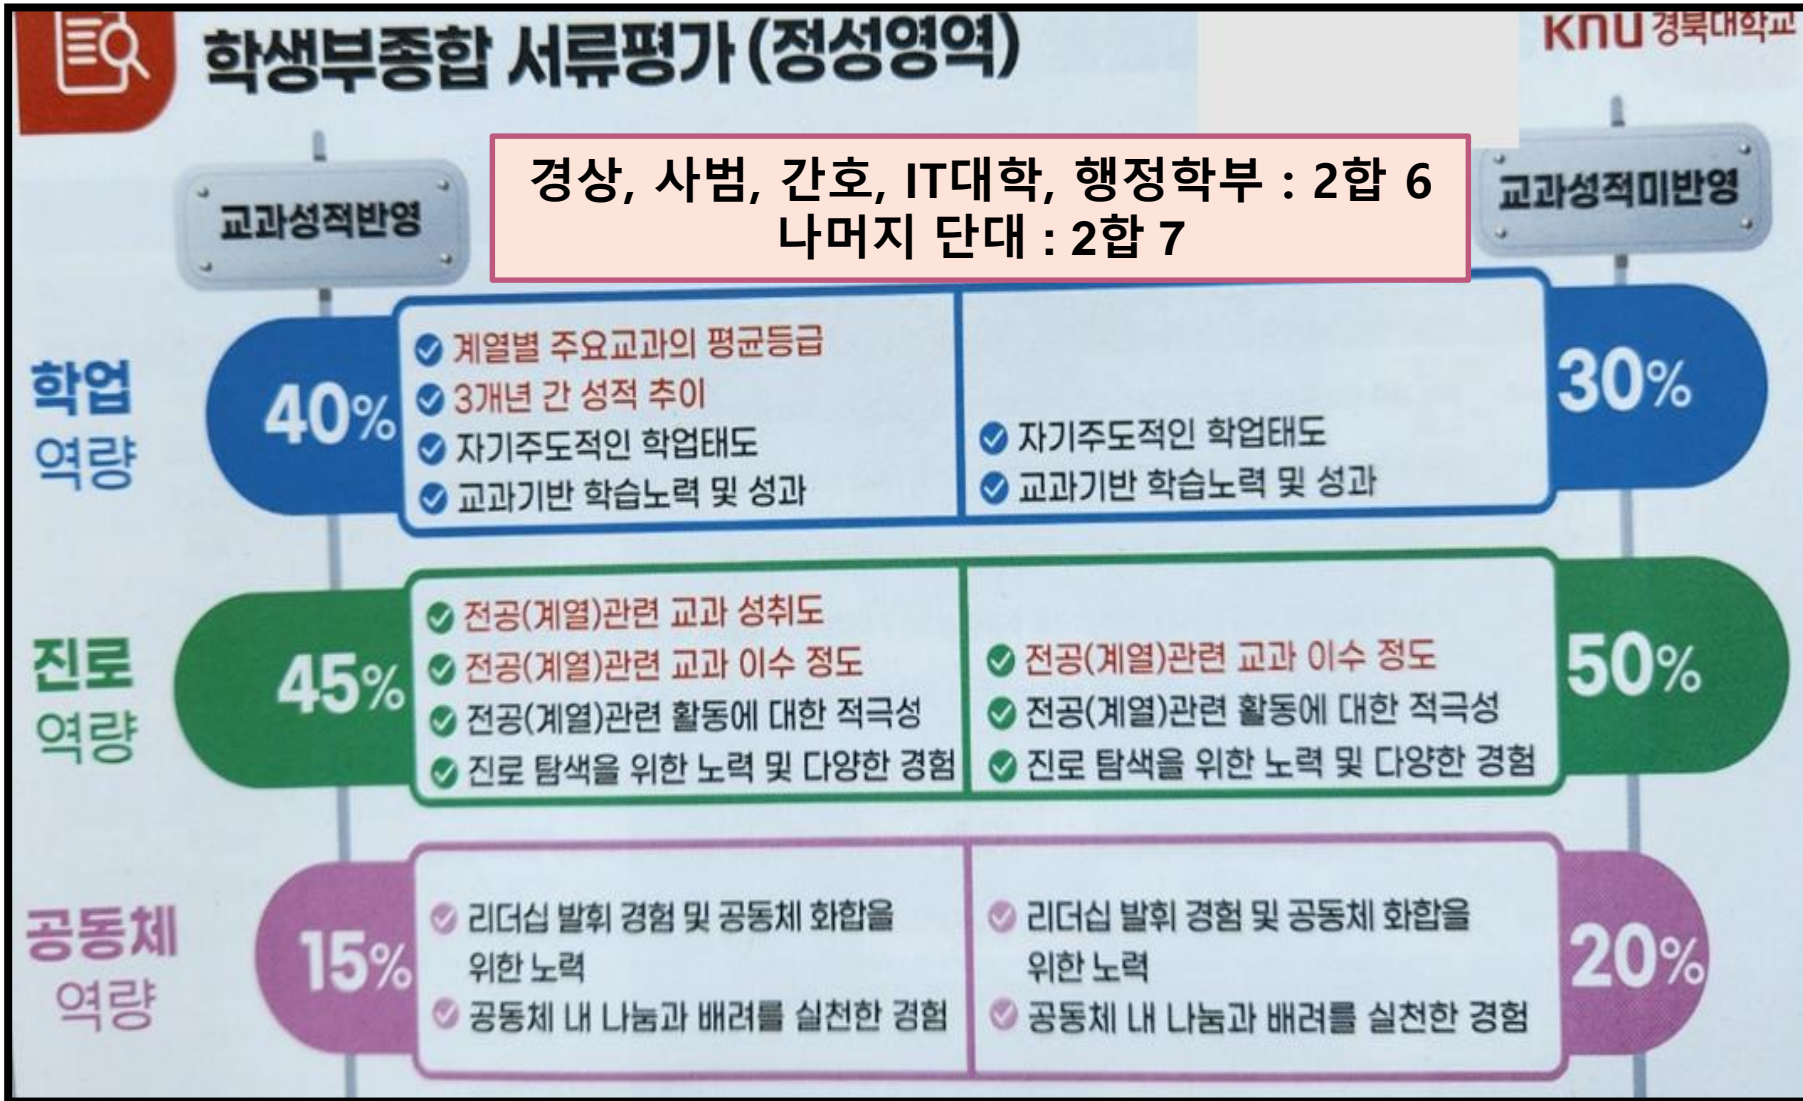 학생부종합 서류평가 (정성영역)
KNU 경북대학교
경상, 사범, 간호, IT대학, 행정학부 : 2합 6
나머지 단대 : 2합 7
교과성적반영
교과성적미반영
학업
역량
40%
계열별 주요교과의 평균등급
3개년 간 성적 추이
자기주도적인 학업태도
교과기반 학습노력 및 성과
자기주도적인 학업태도
교과기반 학습노력 및 성과
30%
진로
역량
45%
전공(계열)관련 교과 성취도
전공(계열)관련 교과 이수 정도
전공(계열)관련 활동에 대한 적극성
진로 탐색을 위한 노력 및 다양한 경험
전공(계열)관련 교과 이수 정도
전공(계열)관련 활동에 대한 적극성
진로 탐색을 위한 노력 및 다양한 경험
50%
공동체
역량
15%
리더십 발휘 경험 및 공동체 화합을
위한 노력
공동체 내 나눔과 배려를 실천한 경험
리더십 발휘 경험 및 공동체 화합을
위한 노력
공동체 내 나눔과 배려를 실천한 경험
20%